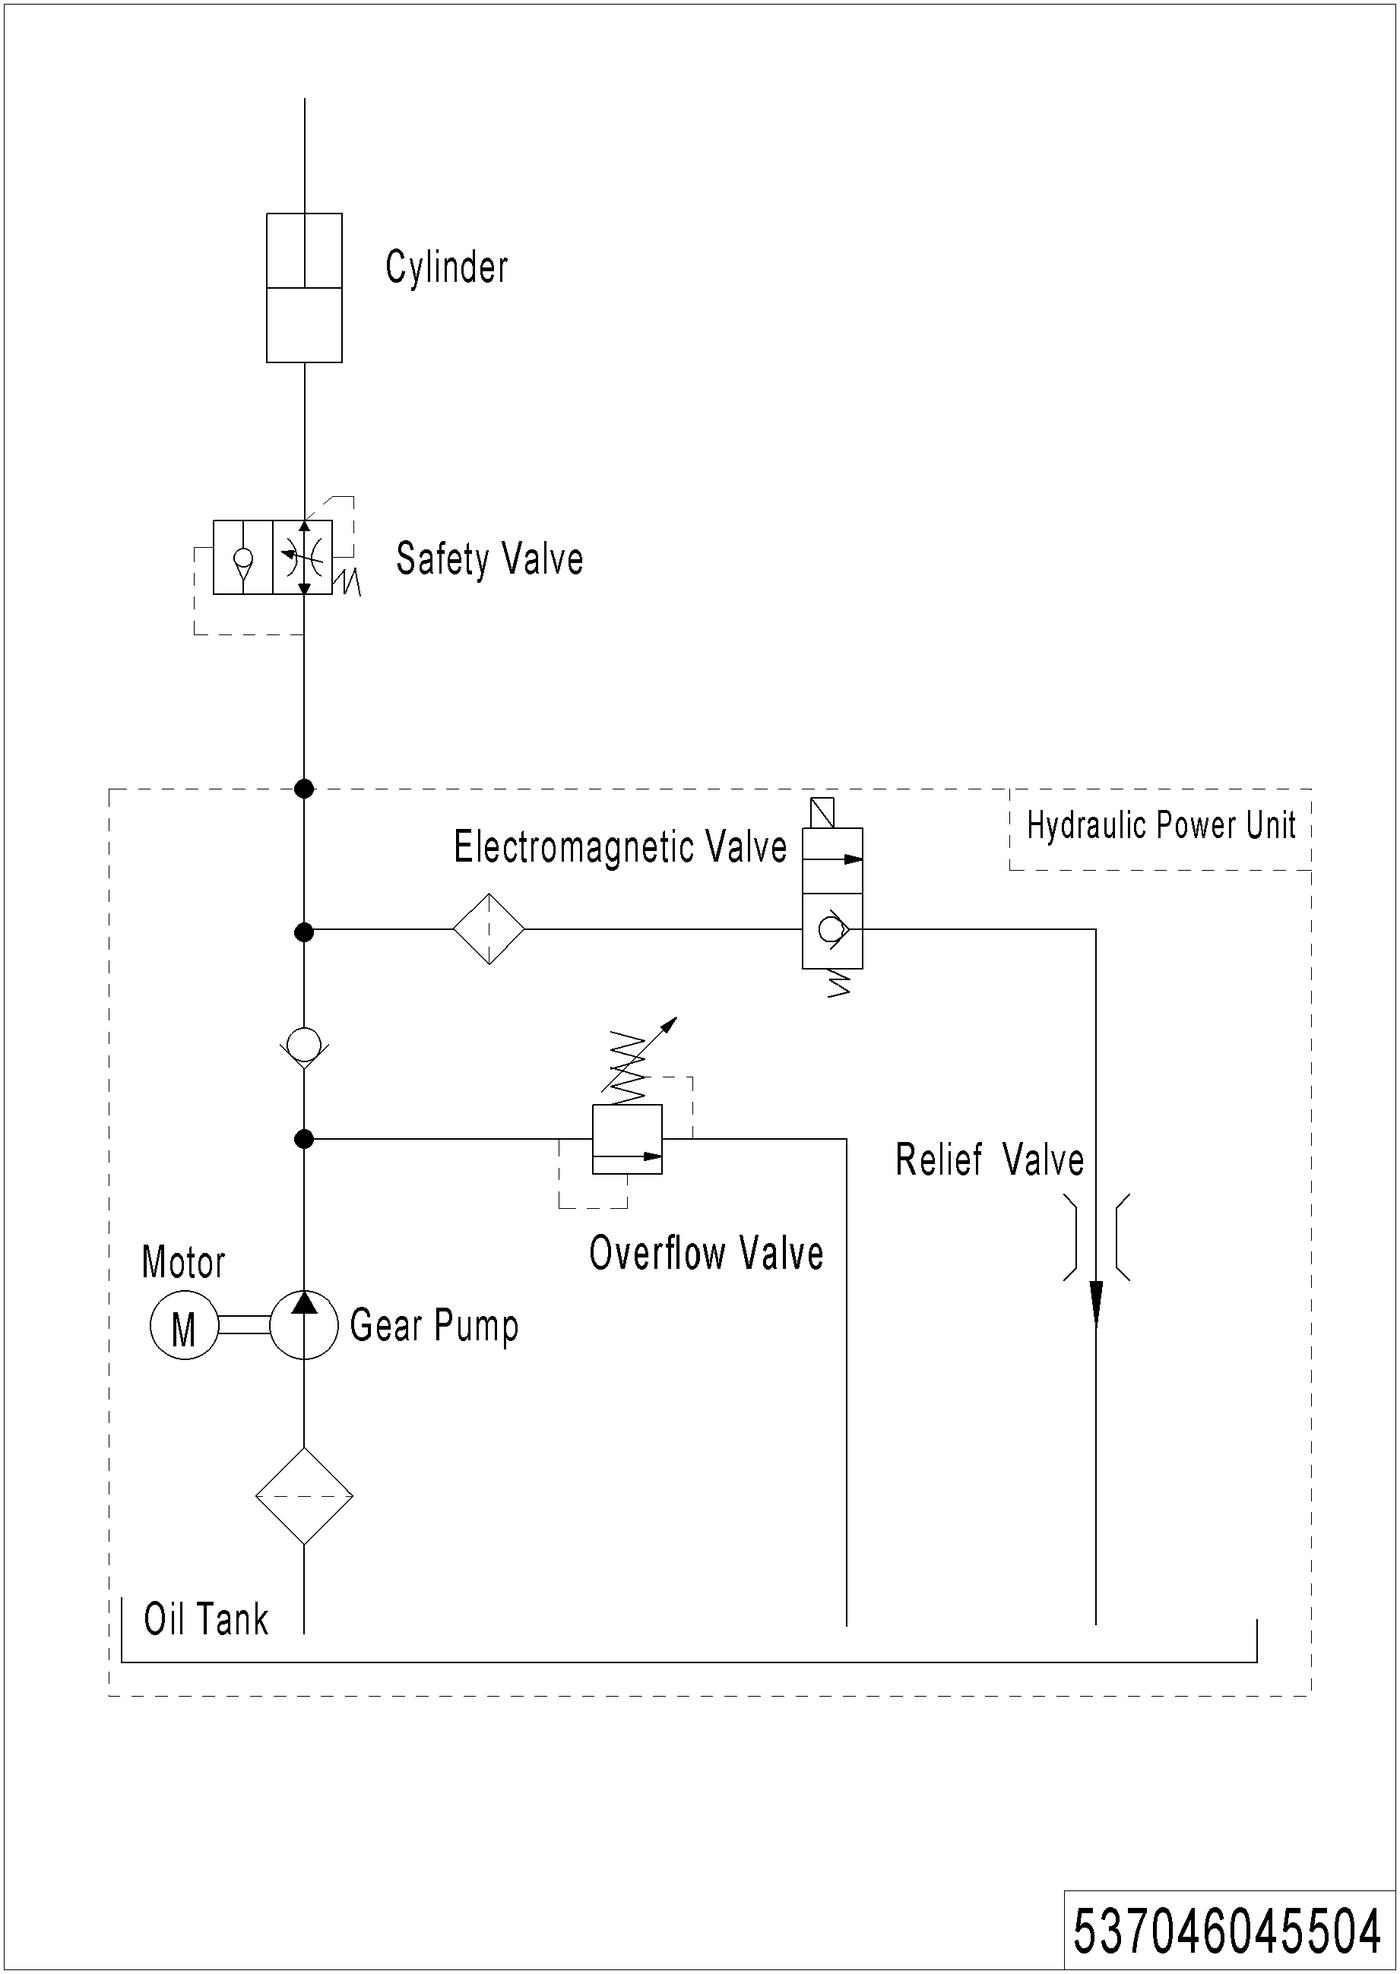 Cylinder
Safety Valve
Hydraulic Power Unit
Electromagnetic Valve
Relief Valve
Overflow Valve
Motor
M
Gear Pump
Oil Tank
537046045504